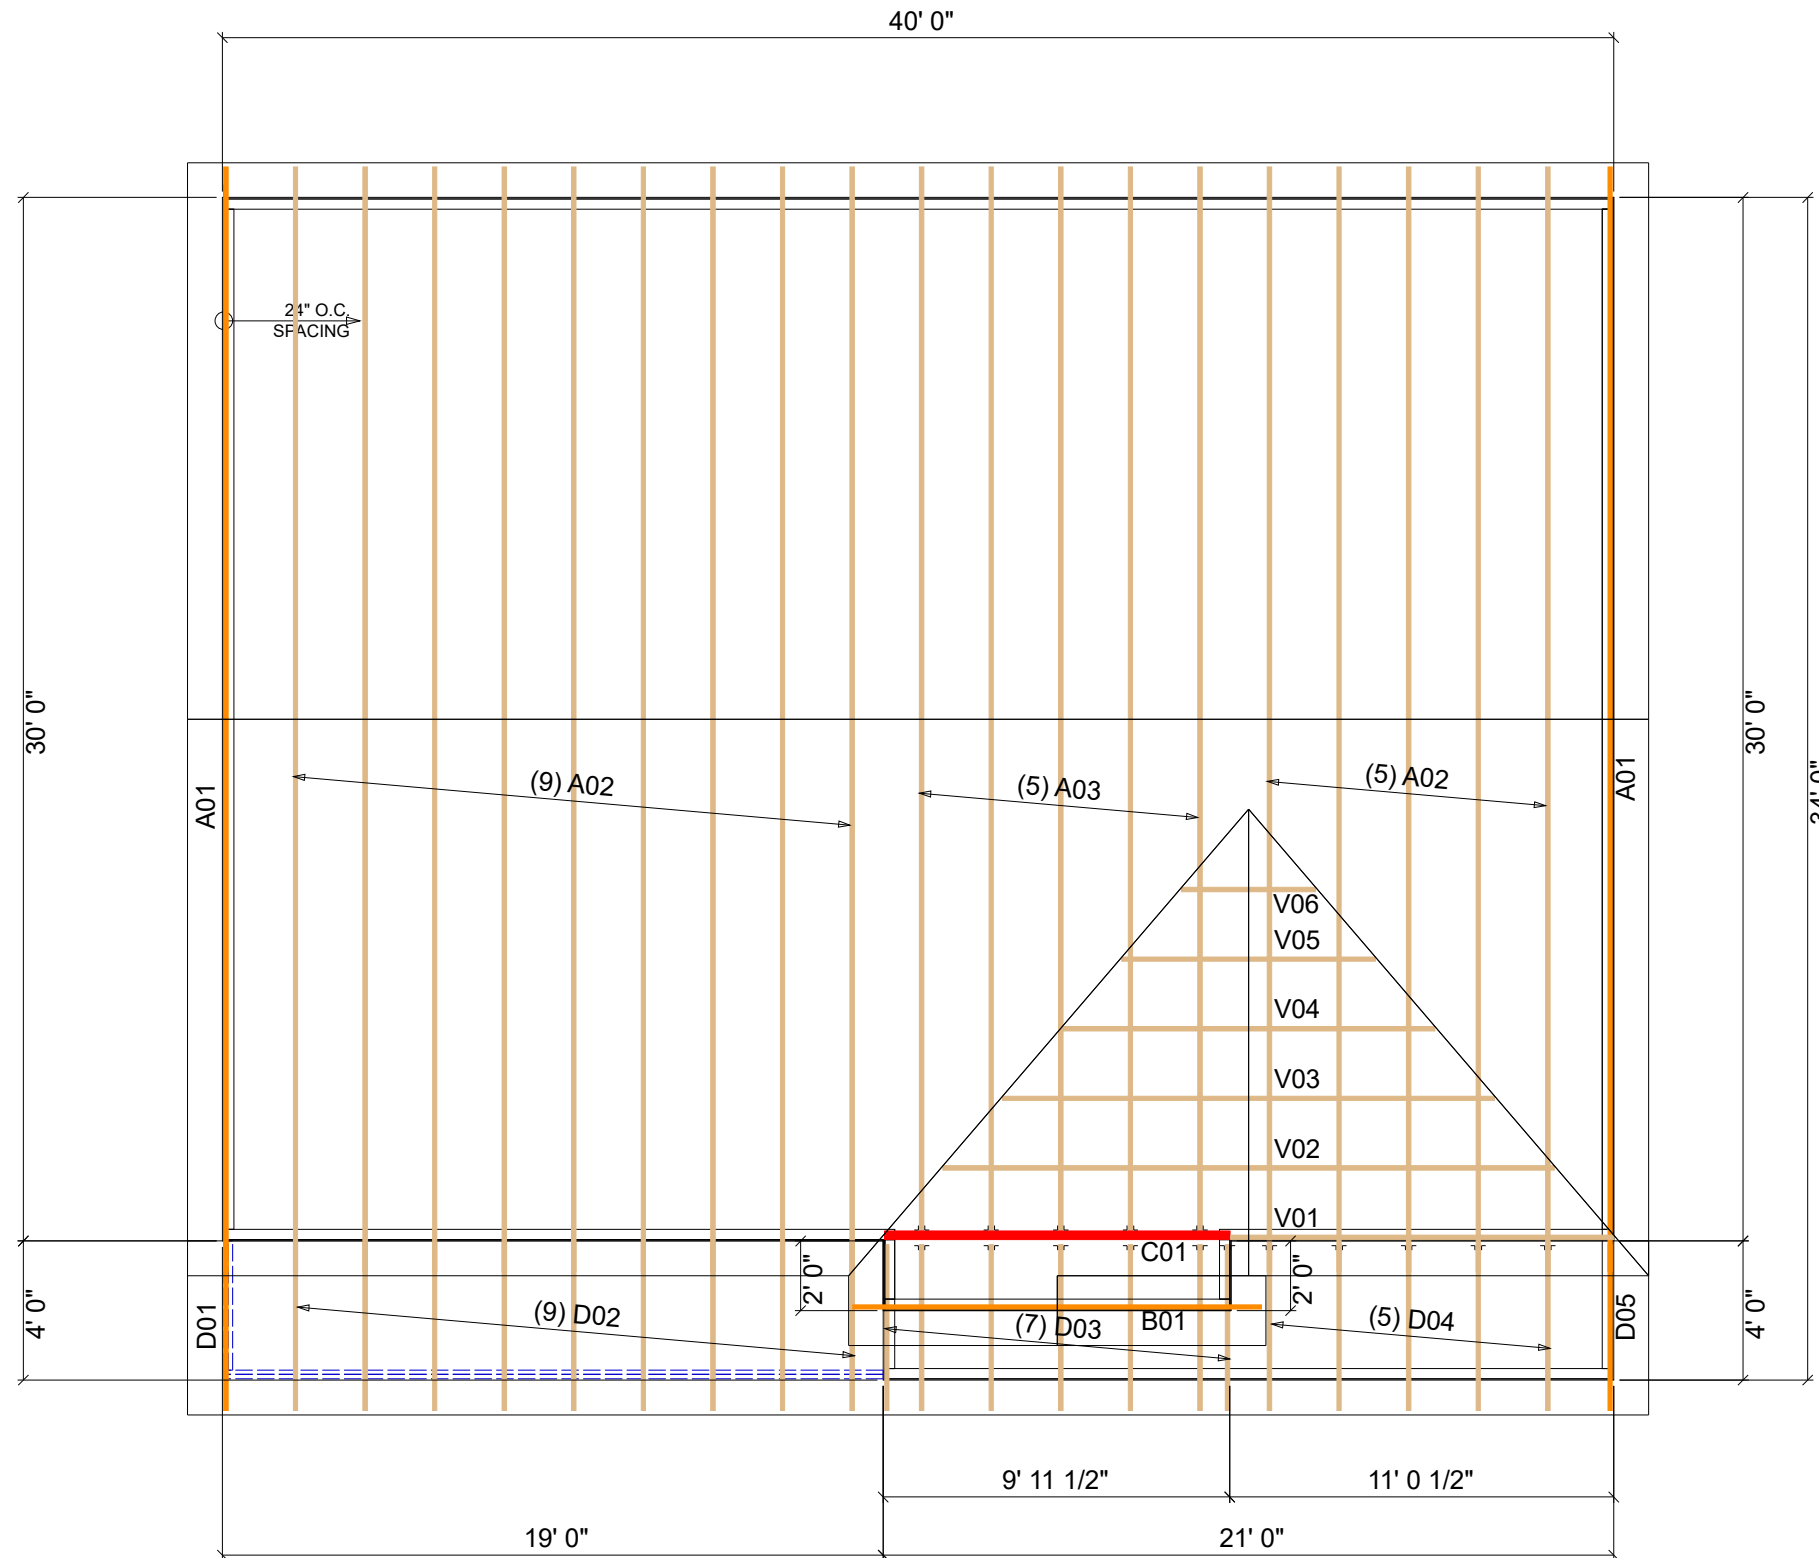 40' 0"
24" O.C.
SPACING
30' 0"
30' 0"
34' 0"
A01
(9) A02
(5) A03
(5) A02
A01
V06
V05
V04
V03
V02
V01
C01
2' 0"
2' 0"
4' 0"
D01
(9) D02
(7) D03
B01
(5) D04
D05
4' 0"
9' 11 1/2"
11' 0 1/2"
19' 0"
21' 0"